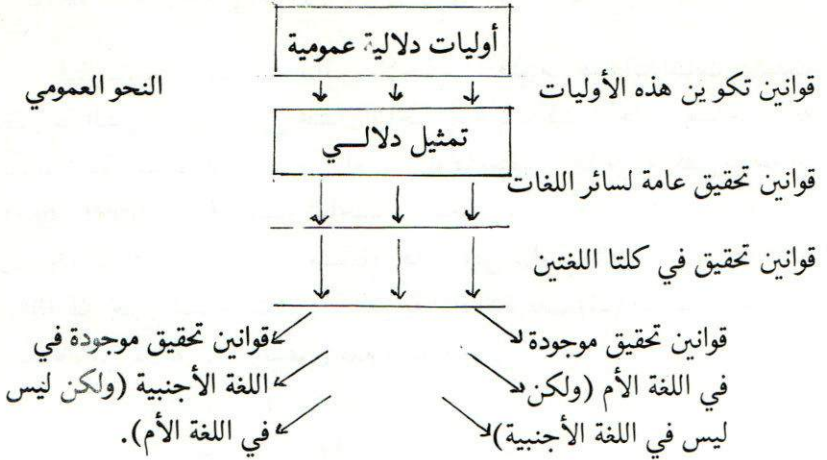 أوليات دلالية عمومية
قوانين تكوين هذه الأوليات
النحو العمومي
تمثيل دلالـــي
قوانين تحقيق عامة لسائر اللغات
قوانين تحقيق في كلتا اللغتين
قوانين تحقيق موجودة
في اللغة الأم (ولكن
ليس في اللغة الأجنبية)
قوانين تحقيق موجودة في
اللغة الأجنبية (ولكن ليس
في اللغة الأم).